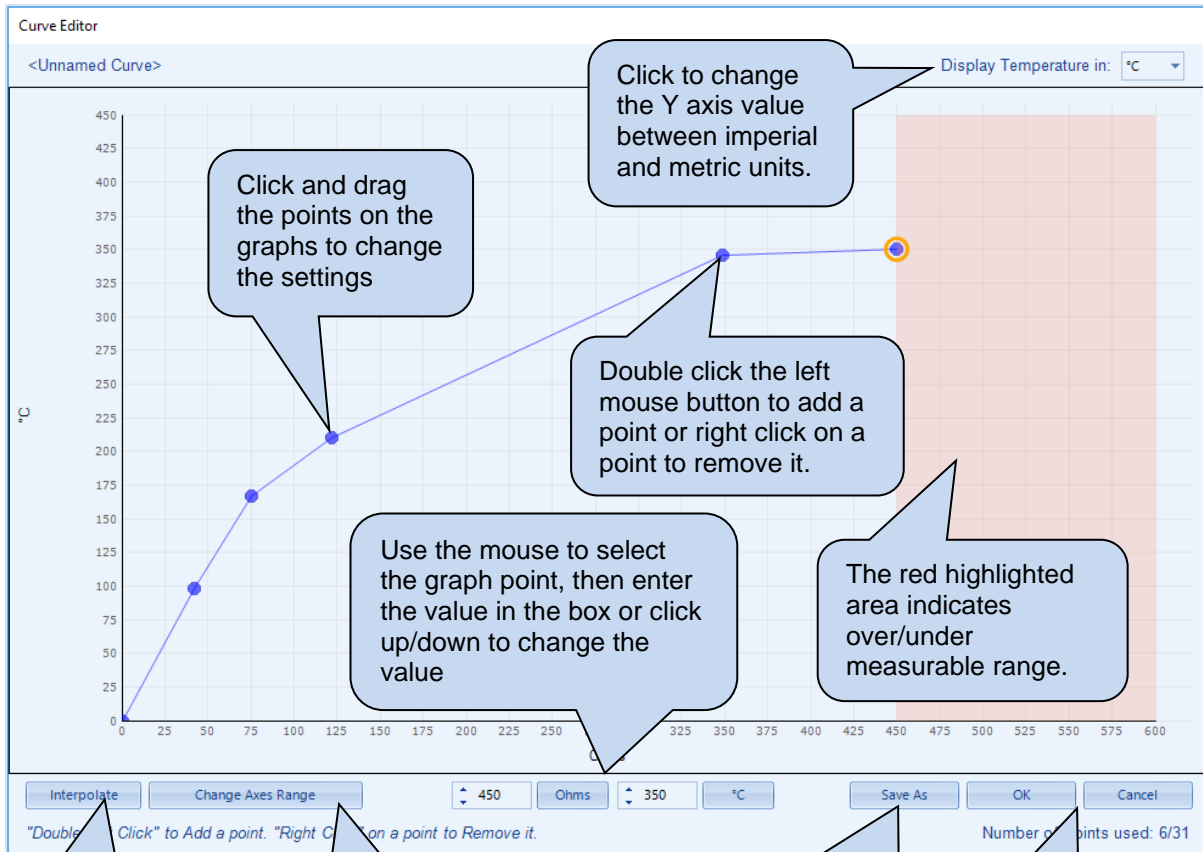 Curve Editor
<Unnamed Curve>
Display Temperature in: °C
Click to change
the Y axis value
between imperial
and metric units.
Click and drag
the points on the
graphs to change
the settings
Double click the left
mouse button to add a
point or right click on a
point to remove it.
Use the mouse to select
the graph point, then enter
the value in the box or click
up/down to change the
value
The red highlighted
area indicates
over/under
measurable range.
450
425
400
375
350
325
300
275
250
225
200
175
150
125
100
75
50
25
0
°C
0 25 50 75 100 125 150 175 200 225 250 325 350 375 400 425 450 475 500 525 550 575 600
Interpolate Change Axes Range 450 Ohms 350 °C Save As OK Cancel
"Double Click" to Add a point. "Right on a point to Remove it. Number points used: 6/31